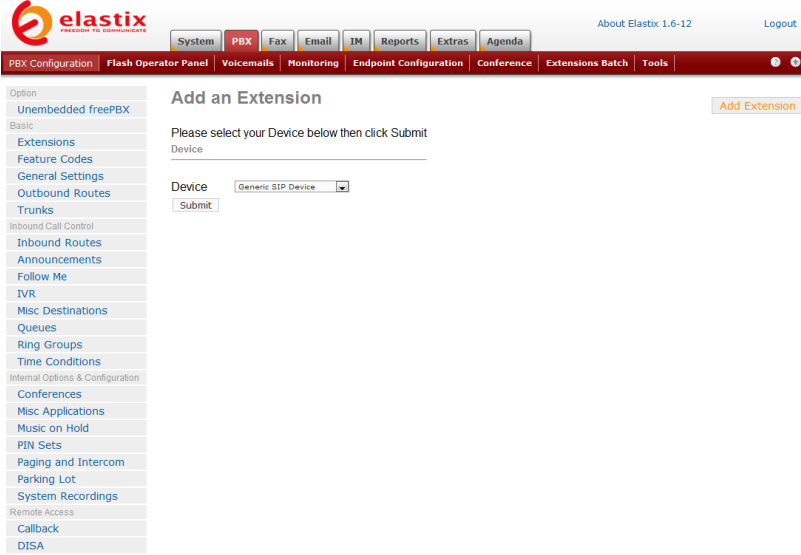 elastix
FREEDOM TO COMMUNICATE
About Elastix 1.6-12
Logout
System
PBX
Fax
Email
IM
Reports
Extras
Agenda
PBX Configuration
Flash Operator Panel
Voicemails
Monitoring
Endpoint Configuration
Conference
Extensions Batch
Tools
Option
Unembedded freePBX
Basic
Extensions
Feature Codes
General Settings
Outbound Routes
Trunks
Inbound Call Control
Inbound Routes
Announcements
Follow Me
IVR
Misc Destinations
Queues
Ring Groups
Time Conditions
Internal Options & Configuration
Conferences
Misc Applications
Music on Hold
PIN Sets
Paging and Intercom
Parking Lot
System Recordings
Remote Access
Callback
DISA
Add an Extension
Add Extension
Please select your Device below then click Submit
Device
Device
Generic SIP Device
Submit